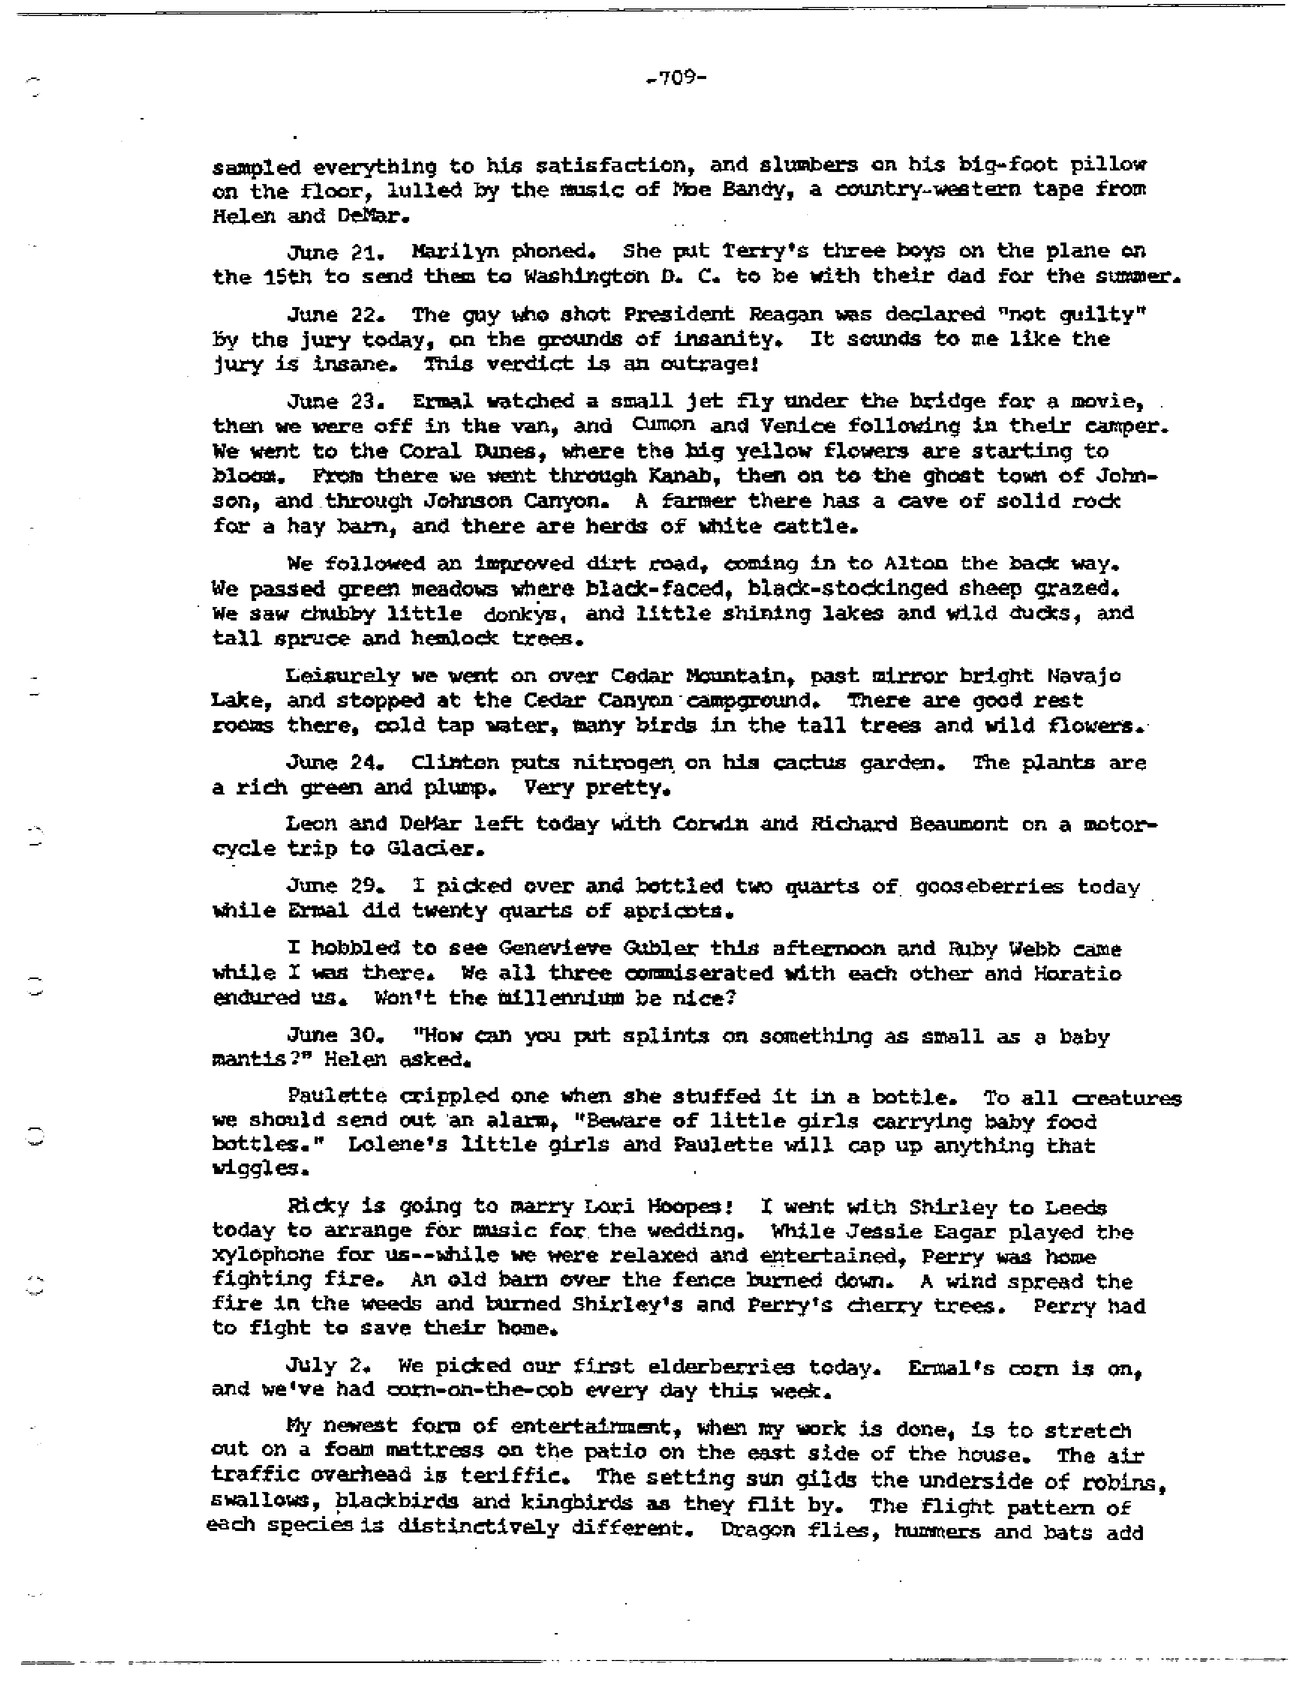 -709-
sampled everything to his satisfaction, and slumbers on his big-foot pillow
on the floor, lulled by the music of Moe Bandy, a country-western tape from
Helen and DeMar.
June 21. Marilyn phoned. She put Terry's three boys on the plane on
the 15th to send them to Washington D. C. to be with their dad for the summer.
June 22. The guy who shot President Reagan was declared "not guilty"
by the jury today, on the grounds of insanity. It sounds to me like the
jury is insane. This verdict is an outrage!
June 23. Ermal watched a small jet fly under the bridge for a movie,
then we were off in the van, and Cumon and Venice following in their camper.
We went to the Coral Dunes, where the big yellow flowers are starting to
bloom. From there we went through Kanab, then on to the ghost town of John-
son, and through Johnson Canyon. A farmer there has a cave of solid rock
for a hay barn, and there are herds of white cattle.
We followed an improved dirt road, coming in to Alton the back way.
We passed green meadows where black-faced, black-stockinged sheep grazed.
We saw chubby little donkys, and little shining lakes and wild ducks, and
tall spruce and hemlock trees.
Leisurely we went on over Cedar Mountain, past mirror bright Navajo
Lake, and stopped at the Cedar Canyon campground. There are good rest
rooms there, cold tap water, many birds in the tall trees and wild flowers.
June 24. Clinton puts nitrogen on his cactus garden. The plants are
a rich green and plump. Very pretty.
Leon and DeMar left today with Corwin and Richard Beaumont on a motor-
cycle trip to Glacier.
June 29. I picked over and bottled two quarts of gooseberries today
while Ermal did twenty quarts of apricots.
I hobbled to see Genevieve Gubler this afternoon and Ruby Webb came
while I was there. We all three commiserated with each other and Horatio
endured us. Won't the millennium be nice?
June 30. "How can you put splints on something as small as a baby
mantis?" Helen asked.
Paulette crippled one when she stuffed it in a bottle. To all creatures
we should send out an alarm, "Beware of little girls carrying baby food
bottles." Lolene's little girls and Paulette will cap up anything that
wiggles.
Ricky is going to marry Lori Hoopes! I went with Shirley to Leeds
today to arrange for music for the wedding. While Jessie Eagar played the
xylophone for us--while we were relaxed and entertained, Perry was home
fighting fire. An old barn over the fence burned down. A wind spread the
fire in the weeds and burned Shirley's and Perry's cherry trees. Perry had
to fight to save their home.
July 2. We picked our first elderberries today. Ermal's corn is on,
and we've had corn-on-the-cob every day this week.
My newest form of entertainment, when my work is done, is to stretch
out on a foam mattress on the patio on the east side of the house. The air
traffic overhead is teriffic. The setting sun gilds the underside of robins,
swallows, blackbirds and kingbirds as they flit by. The flight pattern of
each species is distinctively different. Dragon flies, hummers and bats add